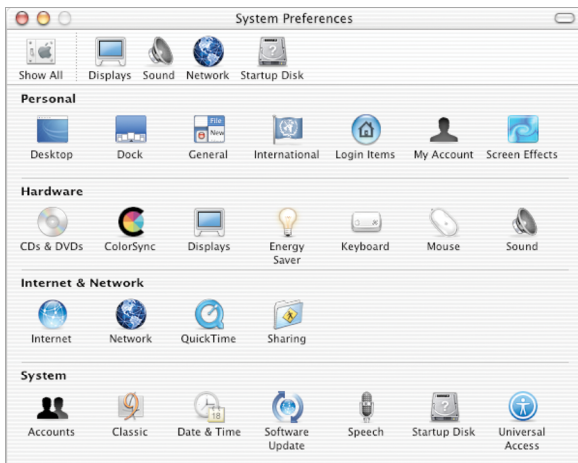 System Preferences
Show All Displays Sound Network Startup Disk
Personal
File
New
Desktop Dock General International Login Items My Account Screen Effects
Hardware
CDs & DVDs ColorSync Displays Energy Saver Keyboard Mouse Sound
Internet & Network
Internet Network QuickTime Sharing
System
18
Accounts Classic Date & Time Software Update Speech Startup Disk Universal Access